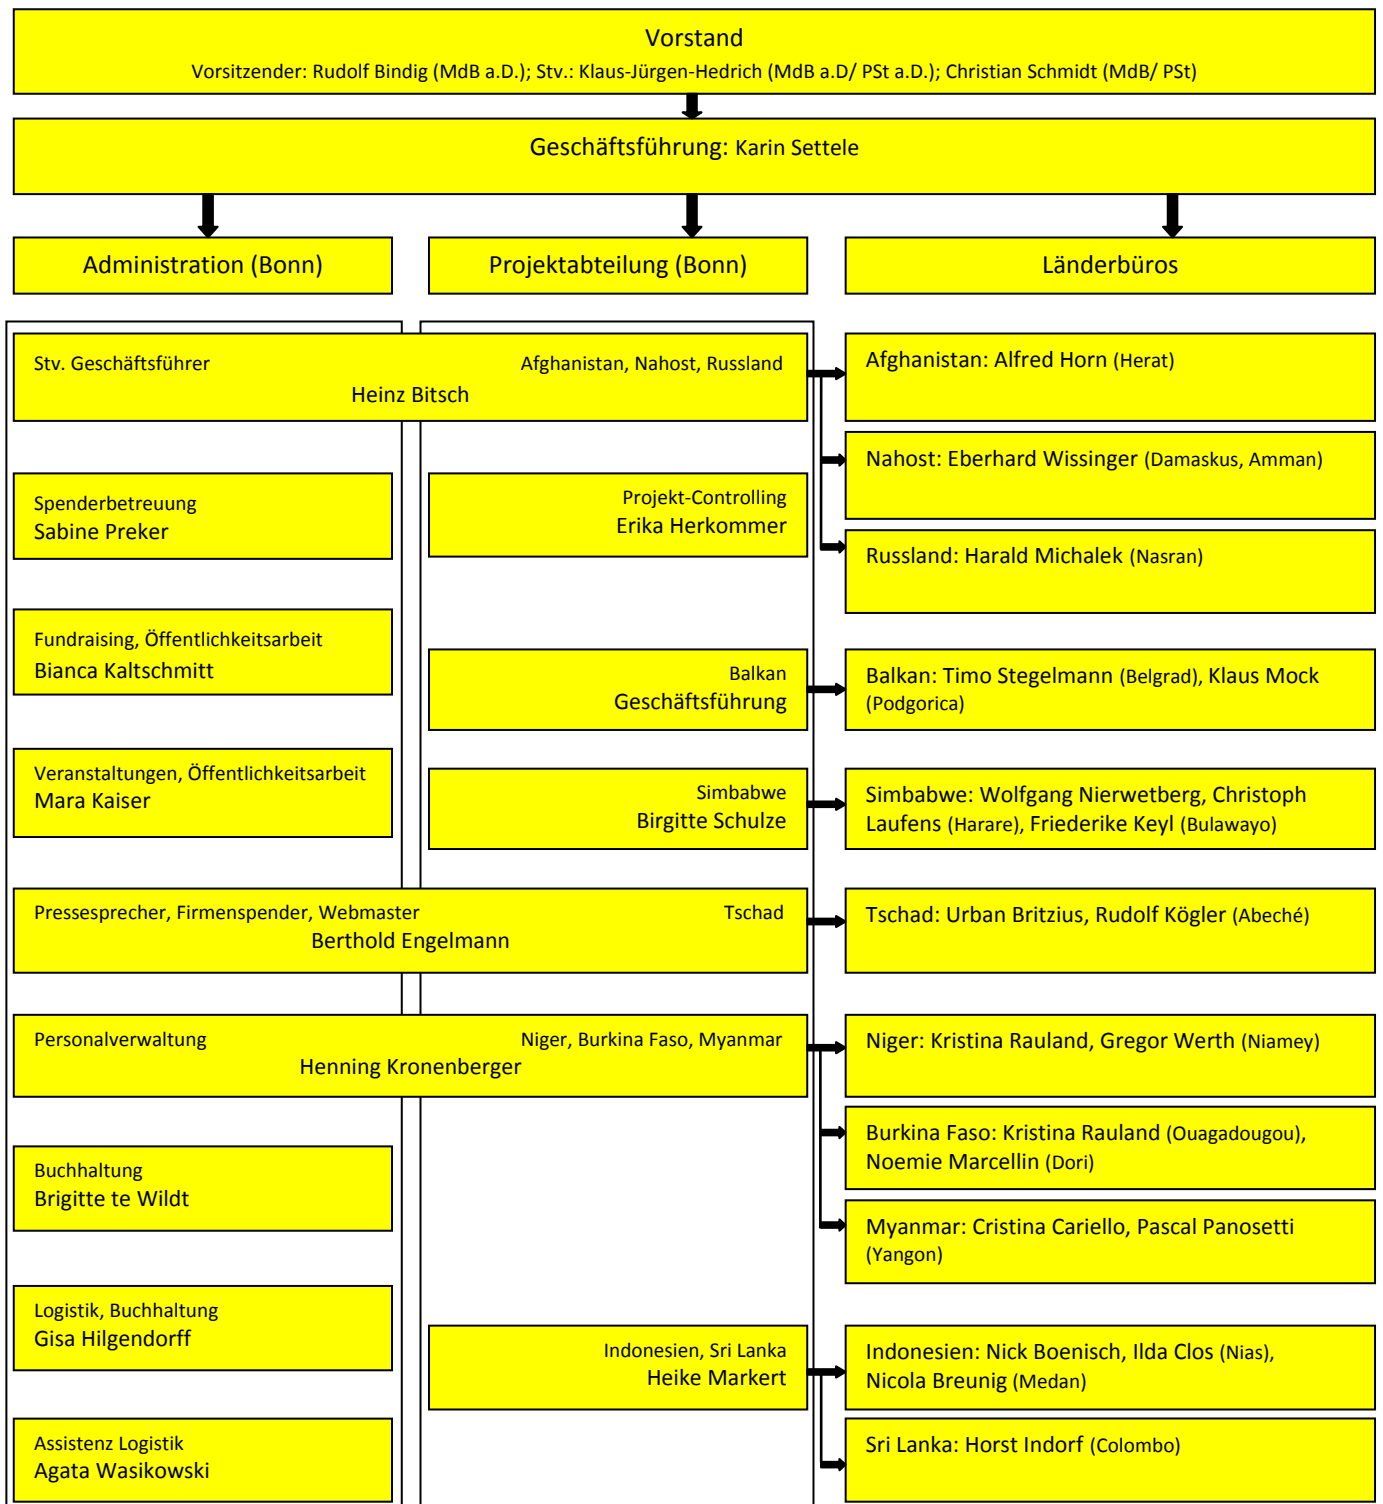 Vorstand
Vorsitzender: Rudolf Bindig (MdB a.D.); Stv.: Klaus-Jürgen-Hedrich (MdB a.D/ PSt a.D.); Christian Schmidt (MdB/ PSt)
Geschäftsführung: Karin Settele
Administration (Bonn)
Projektabteilung (Bonn)
Länderbüros
Stv. Geschäftsführer
Afghanistan, Nahost, Russland
Heinz Bitsch
Afghanistan: Alfred Horn (Herat)
Nahost: Eberhard Wissinger (Damaskus, Amman)
Spenderbetreuung
Sabine Preker
Projekt-Controlling
Erika Herkommer
Russland: Harald Michalek (Nasran)
Fundraising, Öffentlichkeitsarbeit
Bianca Kaltschmitt
Balkan
Geschäftsführung
Balkan: Timo Stegelmann (Belgrad), Klaus Mock
(Podgorica)
Veranstaltungen, Öffentlichkeitsarbeit
Mara Kaiser
Simbabwe
Birgitte Schulze
Simbabwe: Wolfgang Nierwetberg, Christoph
Laufens (Harare), Friederike Keyl (Bulawayo)
Pressesprecher, Firmenspender, Webmaster
Tschad
Berthold Engelmann
Tschad: Urban Britzius, Rudolf Kögler (Abeché)
Personalverwaltung
Niger, Burkina Faso, Myanmar
Henning Kronenberger
Niger: Kristina Rauland, Gregor Werth (Niamey)
Burkina Faso: Kristina Rauland (Ouagadougou),
Noemie Marcellin (Dori)
Buchhaltung
Brigitte te Wildt
Myanmar: Cristina Cariello, Pascal Panosetti
(Yangon)
Logistik, Buchhaltung
Gisa Hilgendorff
Indonesien, Sri Lanka
Heike Markert
Indonesien: Nick Boenisch, Ilda Clos (Nias),
Nicola Breunig (Medan)
Assistenz Logistik
Agata Wasikowski
Sri Lanka: Horst Indorf (Colombo)